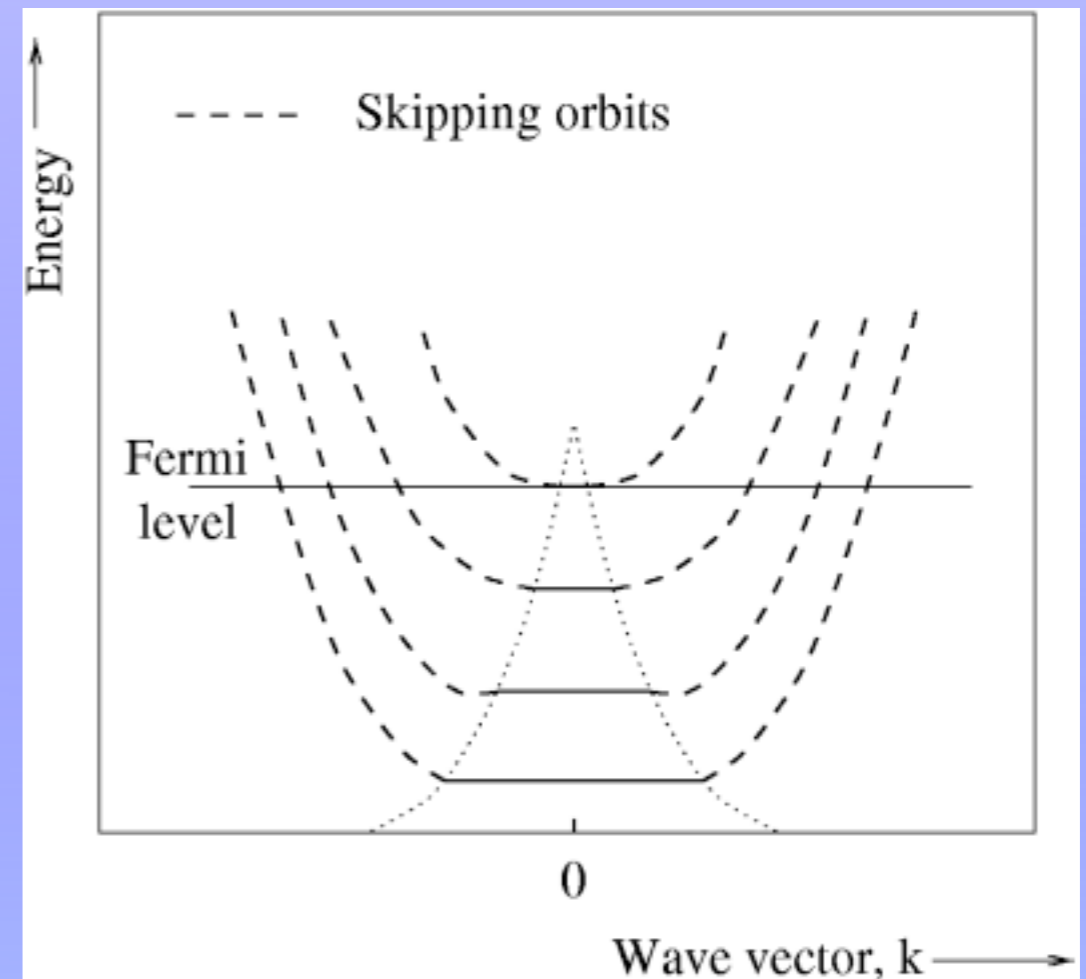 Energy
Skipping orbits
Fermi
level
0
Wave vector, k